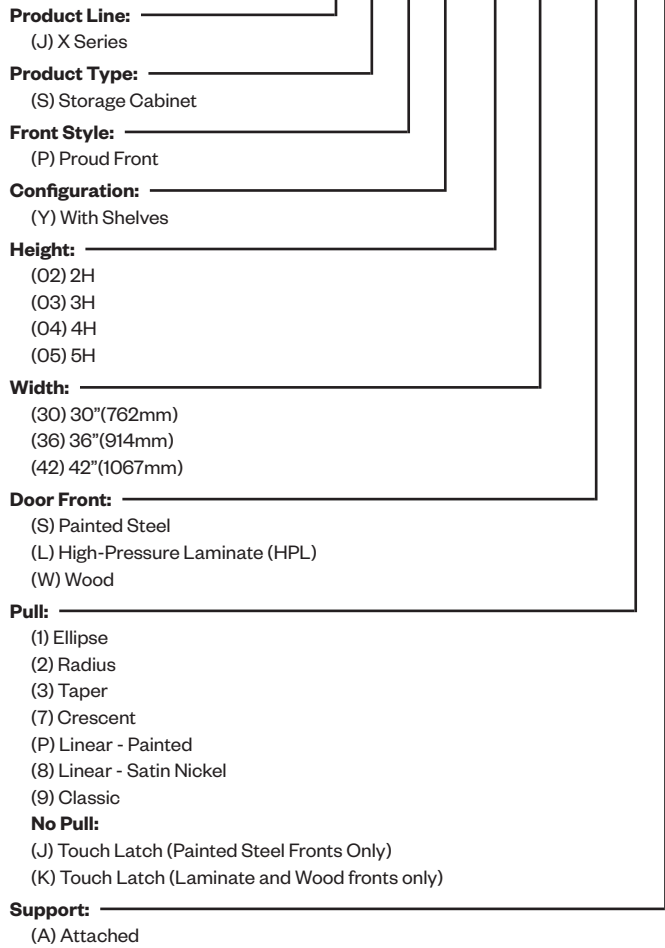 Product Line:
(J) X Series
Product Type:
(S) Storage Cabinet
Front Style:
(P) Proud Front
Configuration:
(Y) With Shelves
Height:
(02) 2H
(03) 3H
(04) 4H
(05) 5H
Width:
(30) 30”(762mm)
(36) 36”(914mm)
(42) 42”(1067mm)
Door Front:
(S) Painted Steel
(L) High-Pressure Laminate (HPL)
(W) Wood
Pull:
(1) Ellipse
(2) Radius
(3) Taper
(7) Crescent
(P) Linear - Painted
(8) Linear - Satin Nickel
(9) Classic
No Pull:
(J) Touch Latch (Painted Steel Fronts Only)
(K) Touch Latch (Laminate and Wood fronts only)
Support:
(A) Attached